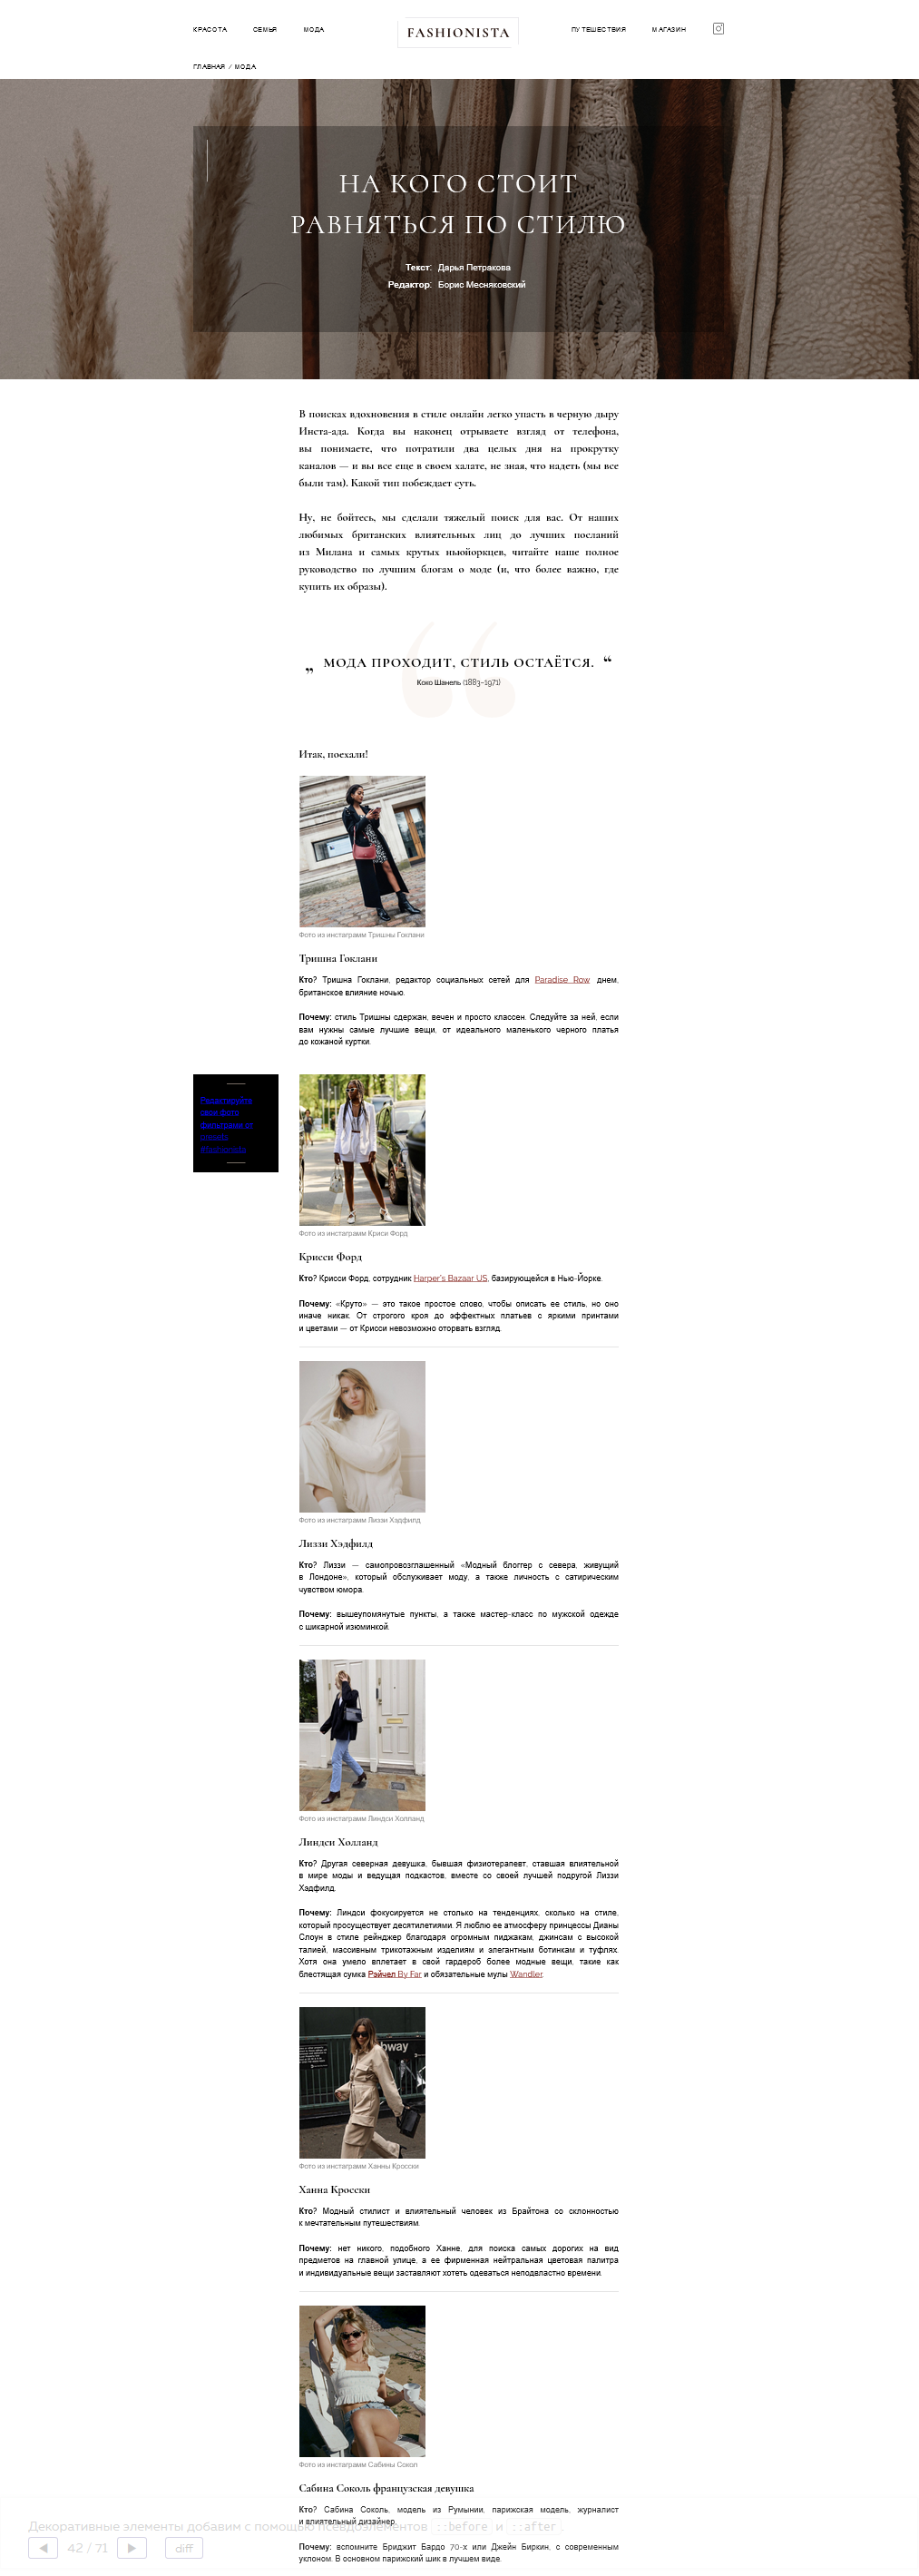 КРАСОТА СЕМЬЯ МОДА FASHIONISTA ПУТЕШЕСТВИЯ МАГАЗИН
ГЛАВНАЯ / МОДА
НА КОГО СТОИТ
РАВНЯТЬСЯ ПО СТИЛЮ
Текст: Дарья Петракова
Редактор: Борис Месняковский
В поисках вдохновения в стиле онлайн легко упасть в черную дыру
Инста-ада. Когда вы наконец отрываете взгляд от телефона,
вы понимаете, что потратили два целых дня на прокрутку
каналов — и вы все еще в своем халате, не зная, что надеть (мы все
были там). Какой тип побеждает суть.
Ну, не бойтесь, мы сделали тяжелый поиск для вас. От наших
любимых британских влиятельных лиц до лучших посланий
из Милана и самых крутых ньюйоркцев, читайте наше полное
руководство по лучшим блогам о моде (и, что более важно, где
купить их образы).
„ МОДА ПРОХОДИТ, СТИЛЬ ОСТАЁТСЯ. “
Коко Шанель (1883-1971)
Итак, поехали!
Фото из инстаграмм Тришны Гоклани
Тришна Гоклани
Кто? Тришна Гоклани, редактор социальных сетей для Paradise Row днем,
британское влияние ночью.
Почему: стиль Тришны сдержан, вечен и просто классен. Следуйте за ней, если
вам нужны самые лучшие вещи, от идеального маленького черного платья
до кожаной куртки.
Редактируйте
свои фото
фильтрами от
Фото из инстаграмм Криси Форд
Крисси Форд
Кто? Крисси Форд, сотрудник Harper's Bazaar US, базирующейся в Нью-Йорке.
Почему: «Круто» — это такое простое слово, чтобы описать ее стиль, но оно
иначе никак. От строгого кроя до эффектных платьев с яркими принтами
и цветами — от Крисси невозможно оторвать взгляд.
Фото из инстаграмм Лиззи Хэдфилд
Лиззи Хэдфилд
Кто? Лиззи — самопровозглашенный «Модный блоггер с севера, живущий
в Лондоне», который обслуживает моду, а также личность с сатирическим
чувством юмора.
Почему: вышеупомянутые пункты, а также мастер-класс по мужской одежде
с шикарной изюминкой.
Фото из инстаграмм Линдси Холланд
Линдси Холланд
Кто? Другая северная девушка, бывшая физиотерапевт, ставшая влиятельной
в мире моды и ведущая подкастов, вместе со своей лучшей подругой Лиззи
Хэдфилд.
Почему: Линдси фокусируется не столько на тенденциях, сколько на стиле,
который просуществует десятилетиями. Я люблю ее атмосферу принцессы Дианы
Слоун в стиле рейнджер благодаря огромным пиджакам, джинсам с высокой
талией, массивным трикотажным изделиям и элегантным ботинкам и туфлях.
Хотя она умело вплетает в свой гардероб более модные вещи, такие как
блестящая сумка Рэйчел By Far и обязательные мулы Wandler.
bway
Фото из инстаграмм Ханны Кросски
Ханна Кросски
Кто? Модный стилист и влиятельный человек из Брайтона со склонностью
к мечтательным путешествиям.
Почему: нет никого, подобного Ханне, для поиска самых дорогих на вид
предметов на главной улице, а ее фирменная нейтральная цветовая палитра
и индивидуальные вещи заставляют хотеть одеваться неподвластно времени.
Фото из инстаграмм Сабины Сокол
Сабина Соколь французская девушка
Кто? Сабина Соколь, модель из Румынии, парижская модель, журналист
и влиятельный дизайнер.
Декоративные элементы добавим с помощью псевдоэлементов ::before и ::after.
Почему: вспомните Бриджит Бардо 70-х или Джейн Биркин, с современным
уклоном. В основном парижский шик в лучшем виде.
42 / 71 diff